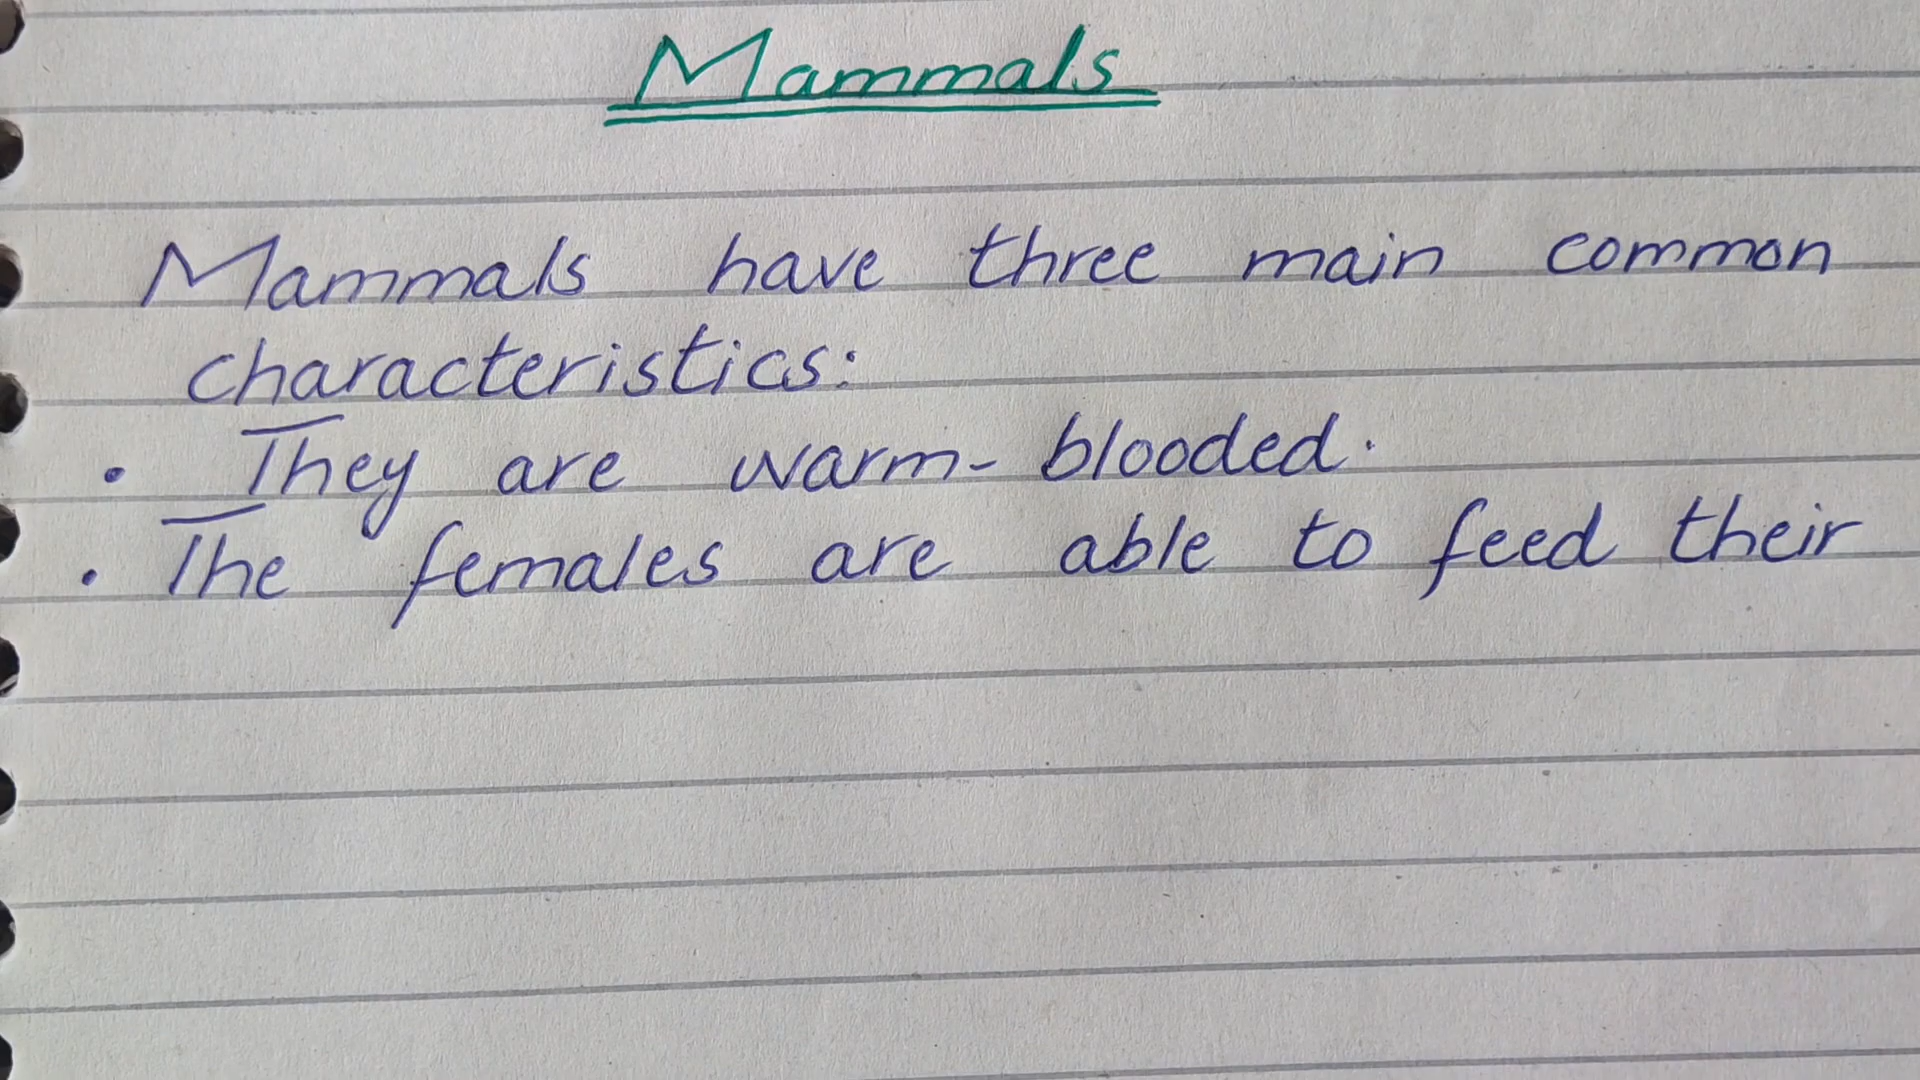 Mammals
Mammals have three main common
characteristics:
• They are warm-blooded.
• The females are able to feed their